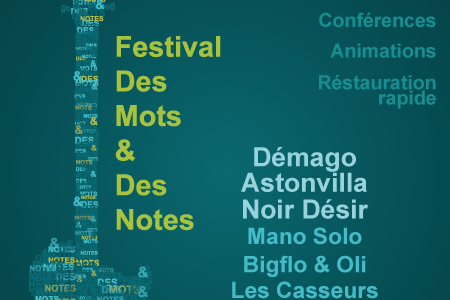 Festival
Des
Mots
&
Des
Notes
Conférences
Animations
Réstauration
rapide
Démago
Astonvilla
Noir Désir
Mano Solo
Bigflo & Oli
Les Casseurs